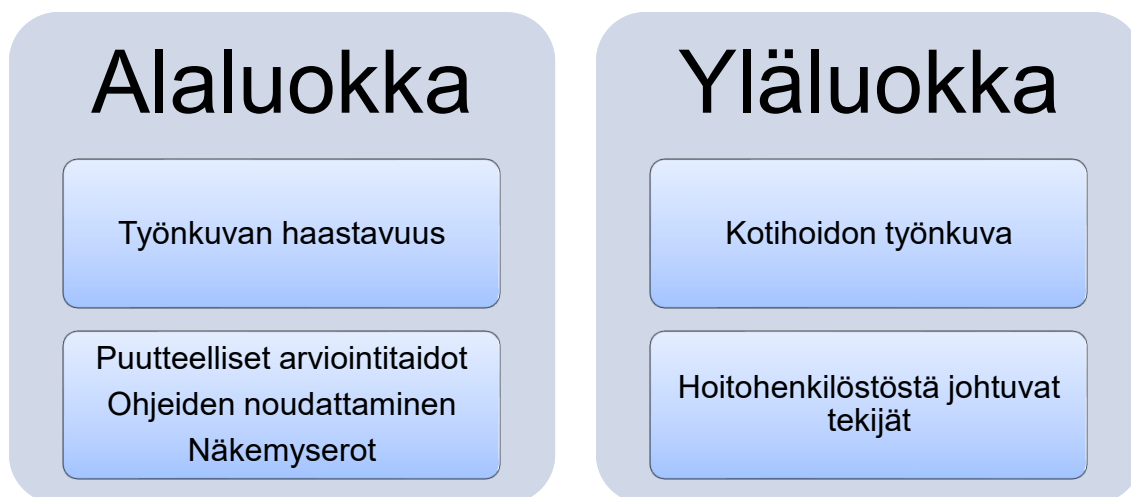 Alaluokka
Työnkuvan haastavuus
Puutteelliset arviointitaidot
Ohjeiden noudattaminen
Näkemyserot
Yläluokka
Kotihoidon työnkuva
Hoitohenkilöstöstä johtuvat
tekijät